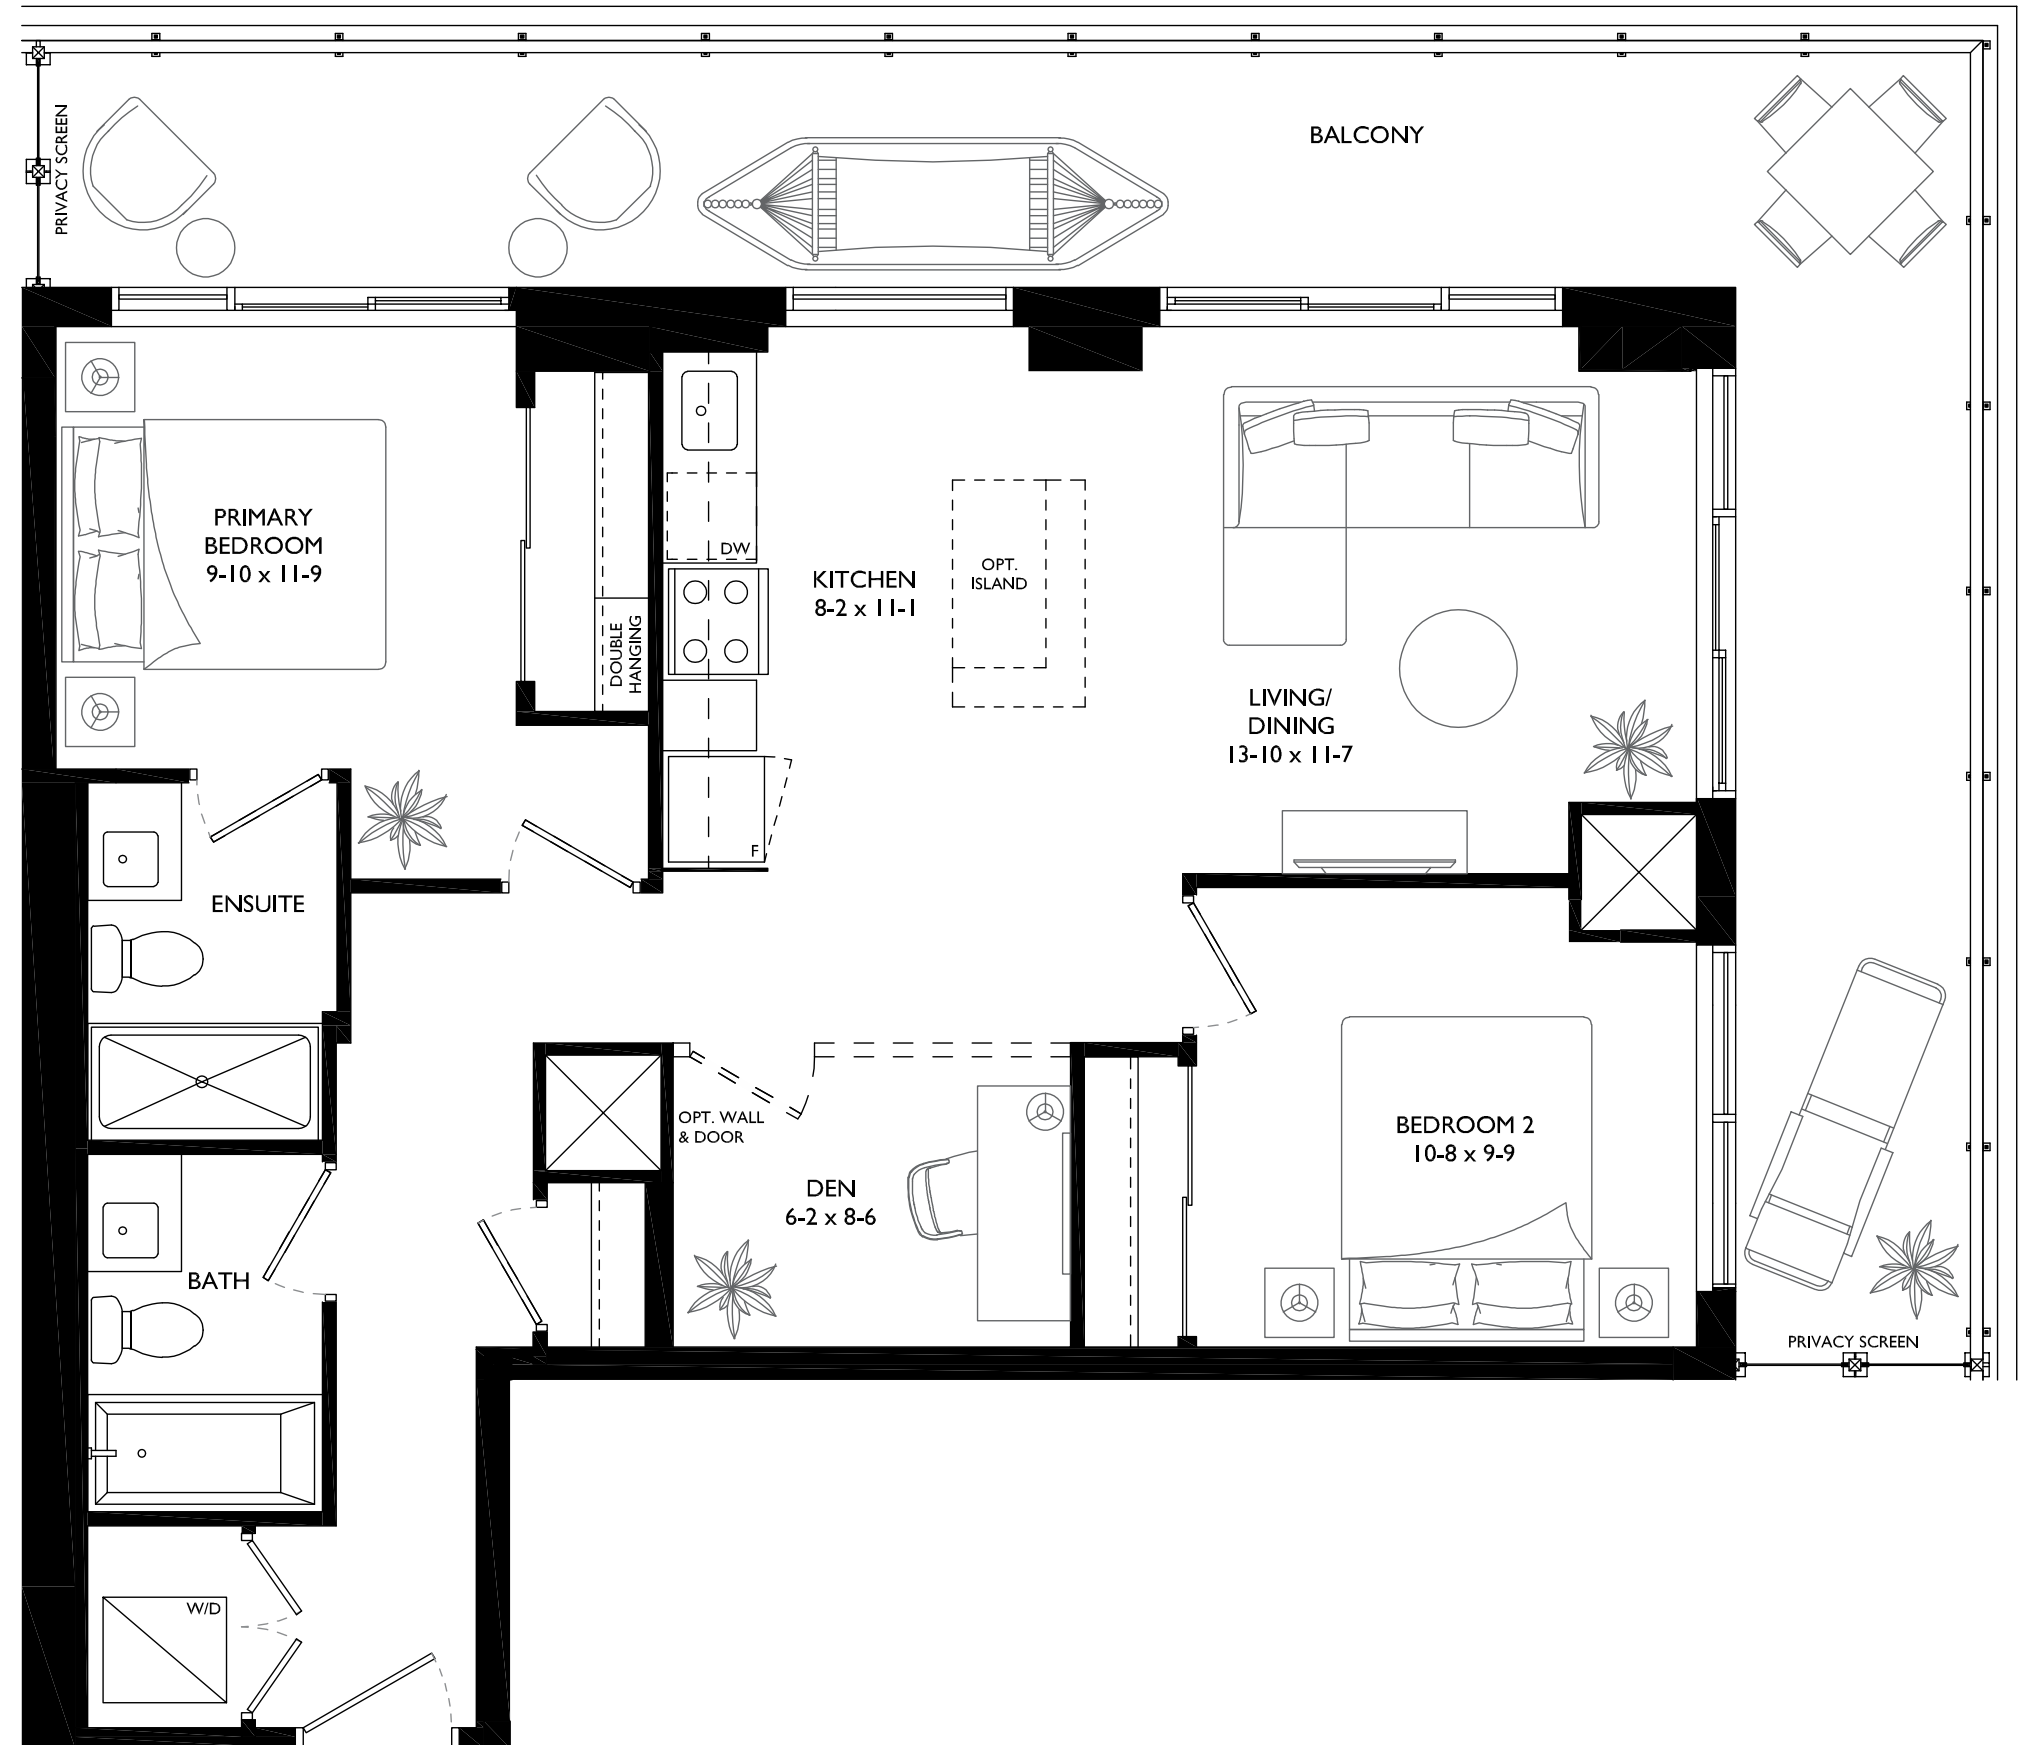 PRIVACY SCREEN
BALCONY
PRIMARY
BEDROOM
9-10 x 11-9
DOUBLE
HANGING
DW
KITCHEN
8-2 x 11-1
OPT.
ISLAND
LIVING/
DINING
13-10 x 11-7
F
ENSUITE
OPT. WALL
& DOOR
DEN
6-2 x 8-6
BEDROOM 2
10-8 x 9-9
BATH
PRIVACY SCREEN
W/D